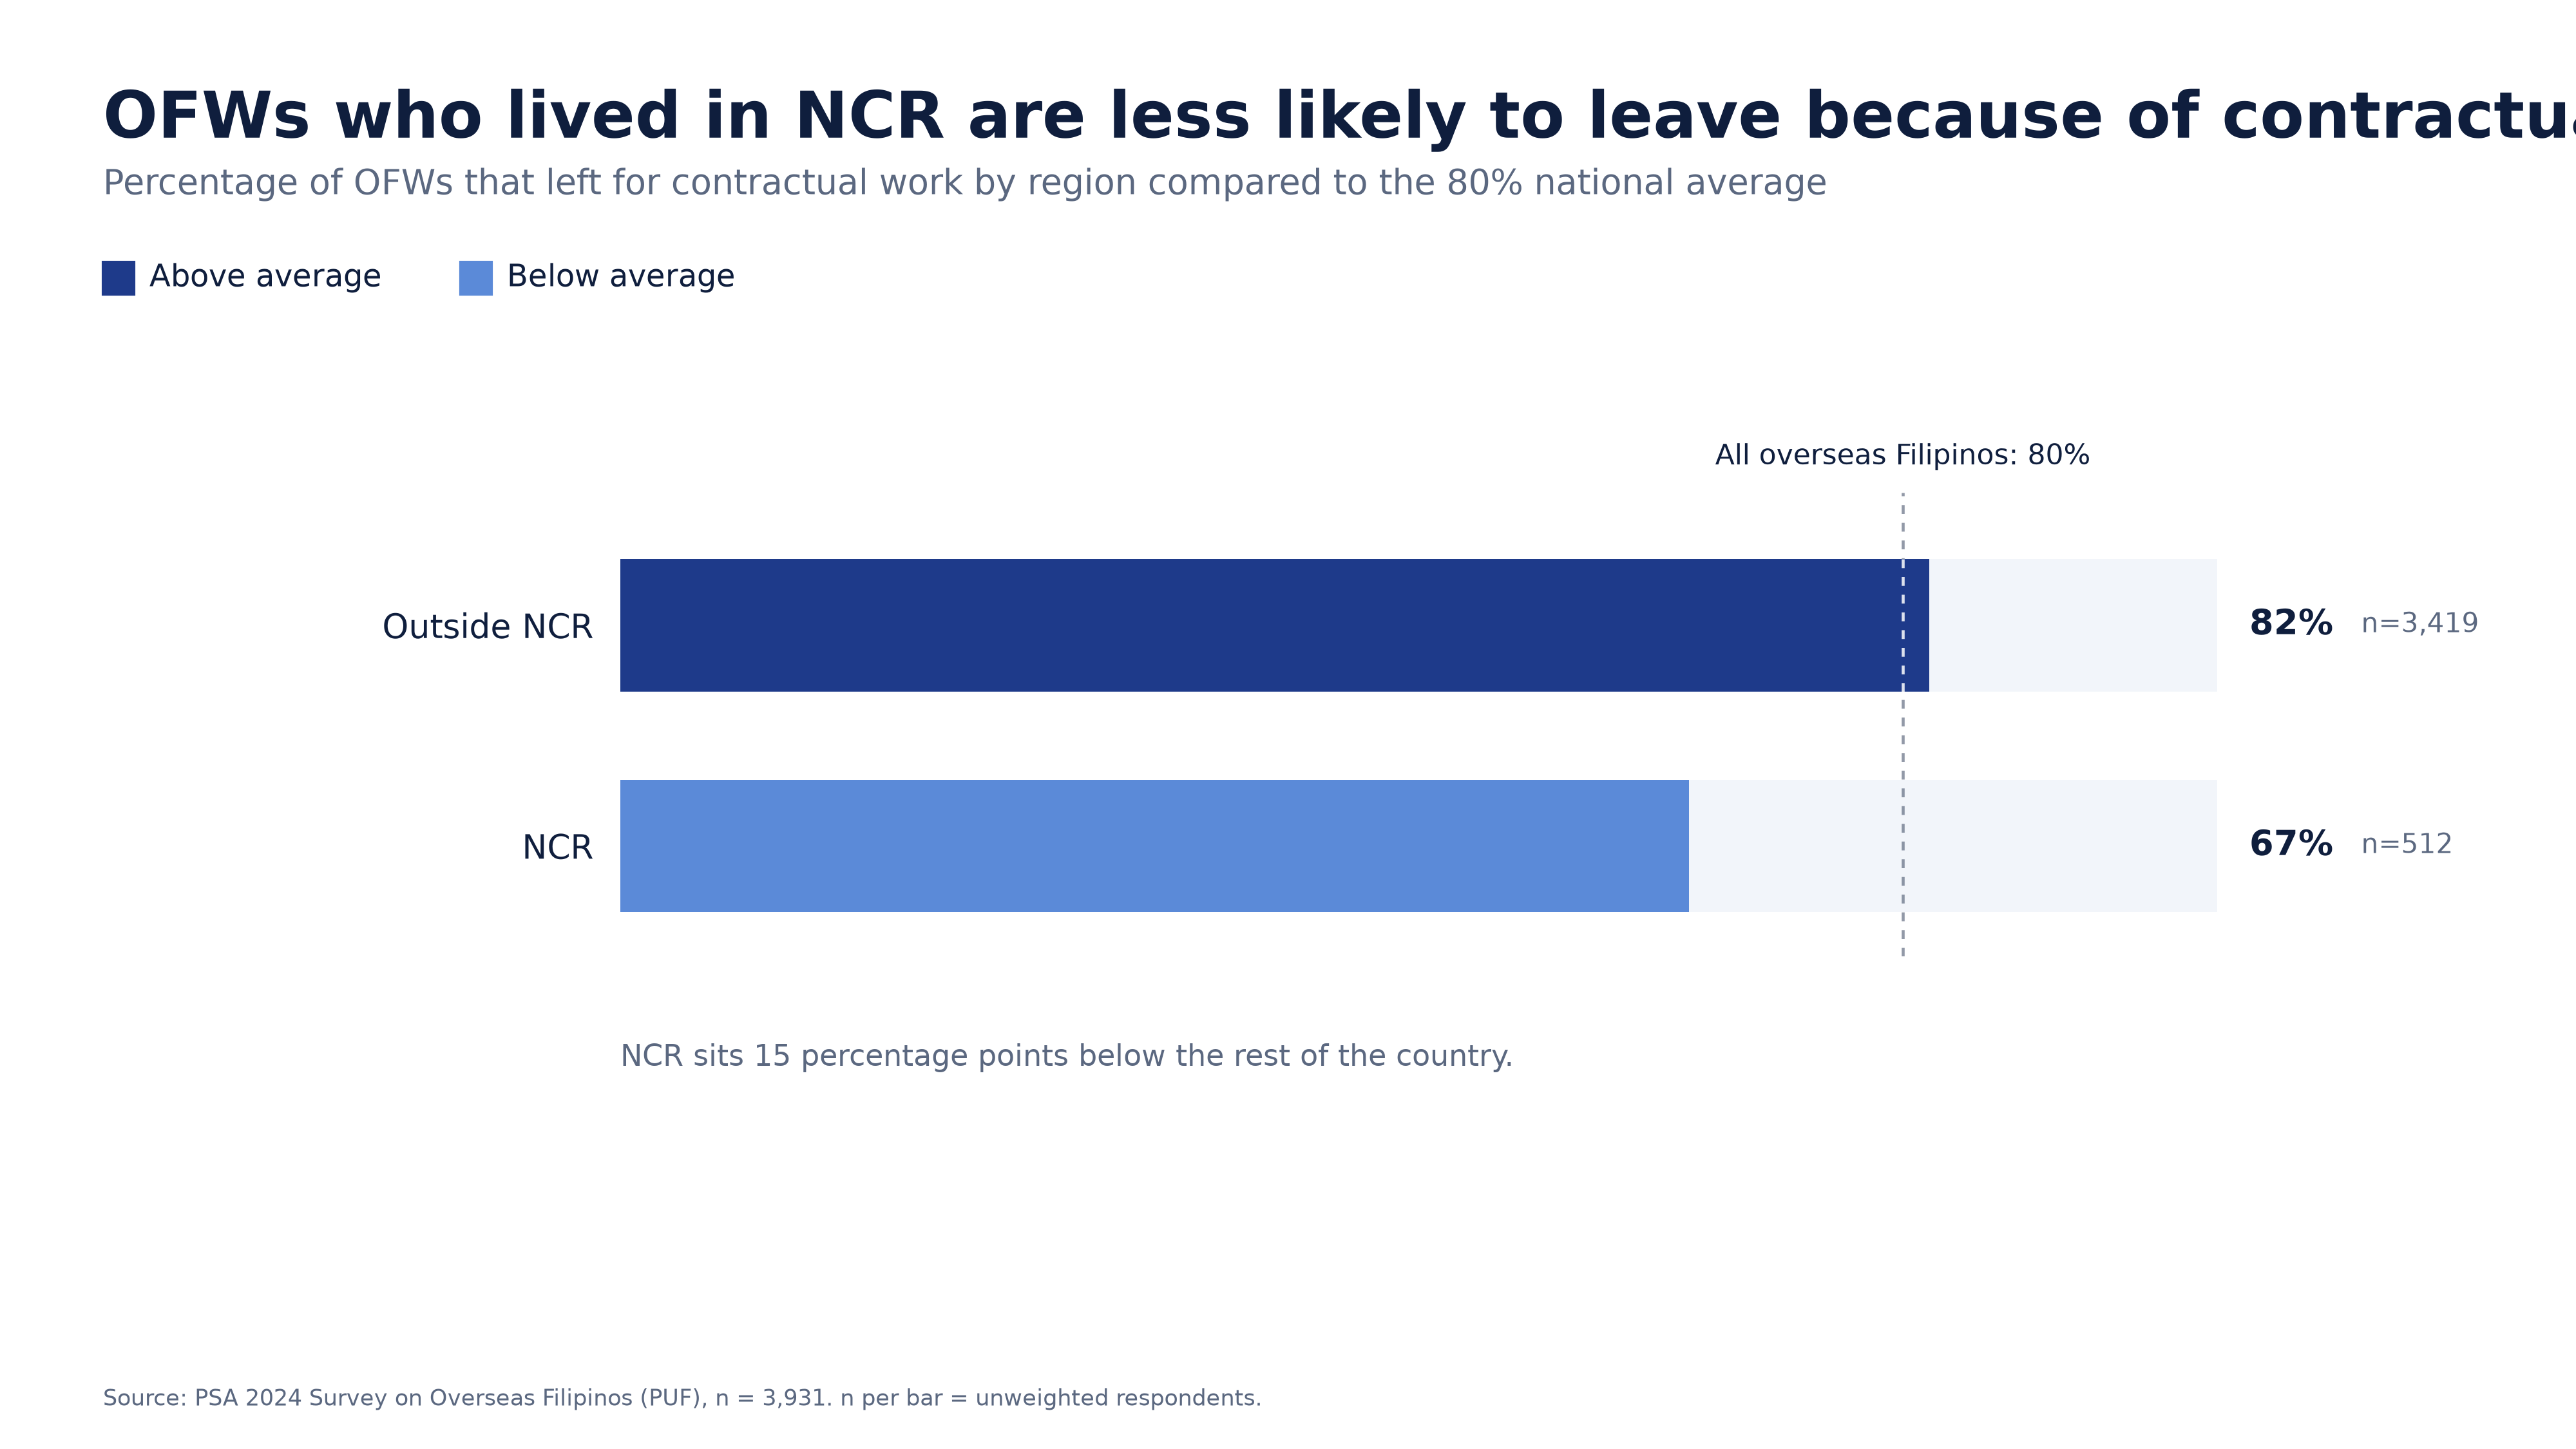 OFWs who lived in NCR are less likely to leave because of
Percentage of OFWs that left for contractual work by region compared to the 80% national average
Above average
Below average
All overseas Filipinos: 80%
Outside NCR
82%
n=3,419
NCR
67%
n=512
NCR sits 15 percentage points below the rest of the country.
Source: PSA 2024 Survey on Overseas Filipinos (PUF), n = 3,931. n per bar = unweighted respondents.